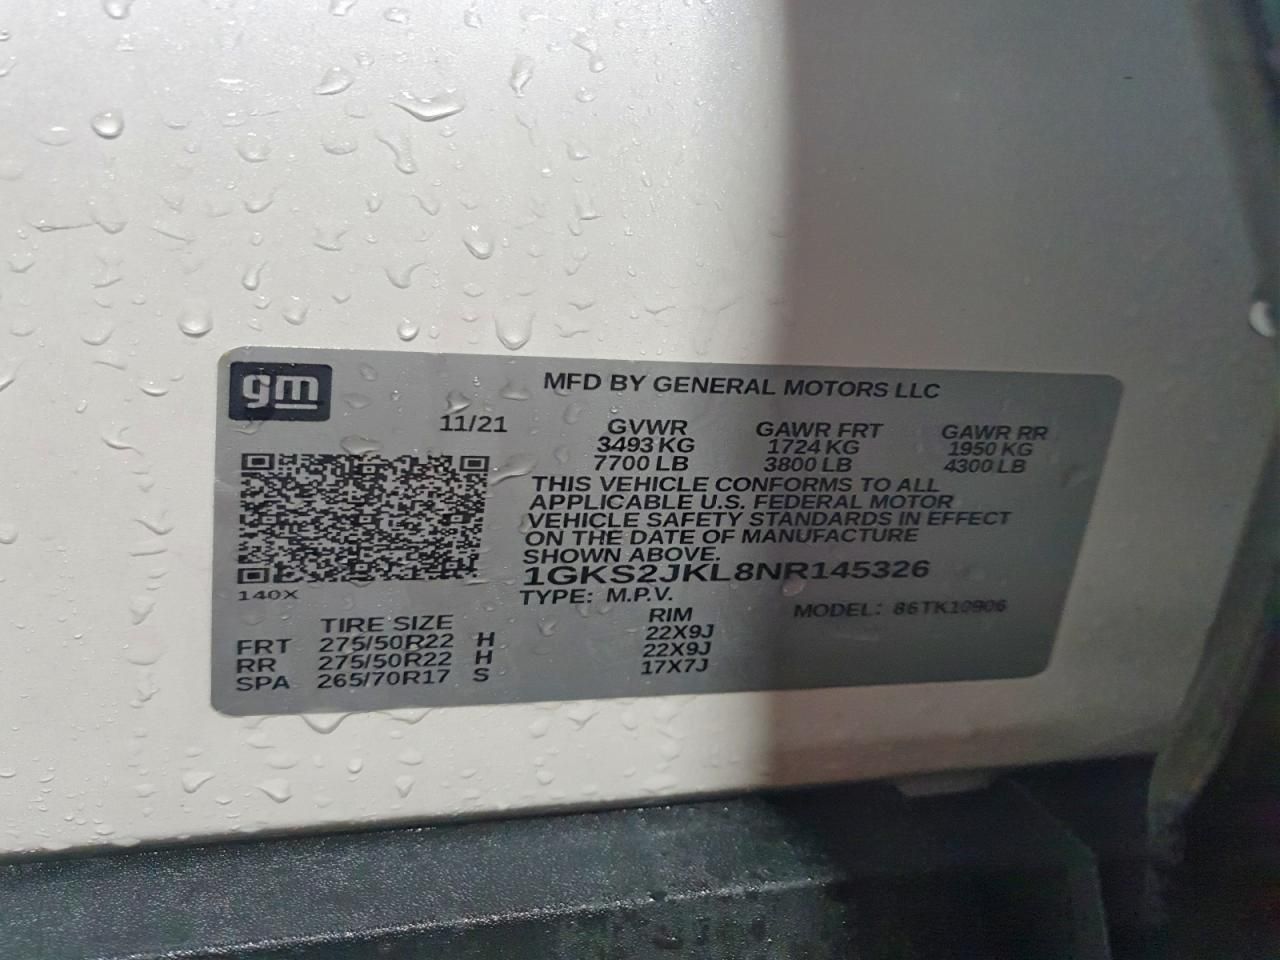 gm
MFD BY GENERAL MOTORS LLC
11/21 GVWR GAWR FRT GAWR RR
3493 KG 1724 KG 1950 KG
7700 LB 3800 LB 4300 LB
THIS VEHICLE CONFORMS TO ALL
APPLICABLE U.S. FEDERAL MOTOR
VEHICLE SAFETY STANDARDS IN EFFECT
ON THE DATE OF MANUFACTURE
SHOWN ABOVE.
1GKS2JKL8NR145326
140X
TYPE: M.P.V. MODEL: 86TK10906
TIRE SIZE RIM
FRT 275/50R22 H 22X9J
RR 275/50R22 H 22X9J
SPA 265/70R17 S 17X7J